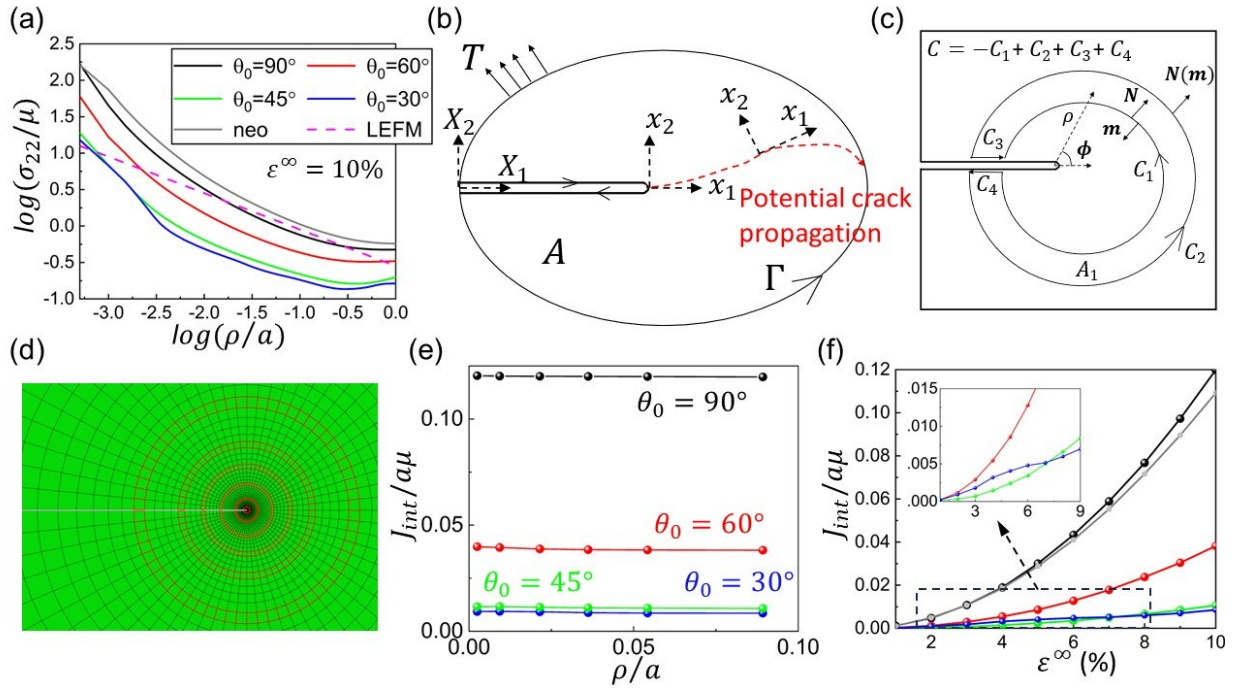 (a)
log(σ₂₂/μ)
2.5
2.0
1.5
1.0
0.5
0.0
-0.5
-1.0
θ₀=90° θ₀=60°
θ₀=45° θ₀=30°
neo LEFM
ε^∞ = 10%
-3.0 -2.5 -2.0 -1.5 -1.0 -0.5 0.0
log(ρ/a)
(b)
T
X₂
X₁
x₂
x₁
x₂
x₁
Potential crack
propagation
A
Γ
(c)
C = −C₁+ C₂+ C₃+ C₄
N(m)
N
ρ
m
C₃
ϕ
C₁
C₄
A₁
C₂
(d)
(e)
J_int/aμ
0.10
0.05
0.00
θ₀ = 90°
θ₀ = 60°
θ₀ = 45° θ₀ = 30°
0.00 0.05 0.10
ρ/a
(f)
J_int/aμ
0.12
0.10
0.08
0.06
0.04
0.02
0.00
.015
.010
.005
.000
3 6 9
2 4 6 8 10
ε^∞ (%)